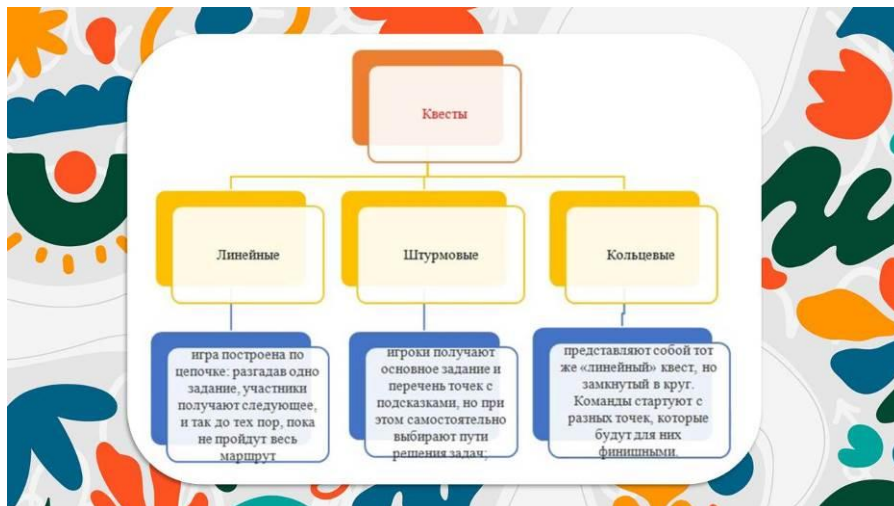 Квесты
Линейные
Штурмовые
Кольцевые
игра построена по
цепочке: разгадав одно
задание, участники
получают следующее,
и так до тех пор, пока
не пройдут весь
маршрут
игроки получают
основное задание и
перечень точек с
подсказками, но при
этом самостоятельно
выбирают пути
решения задач;
представляют собой тот
же «линейный» квест, но
замкнутый в круг.
Команды стартуют с
разных точек, которые
будут для них
финишными.